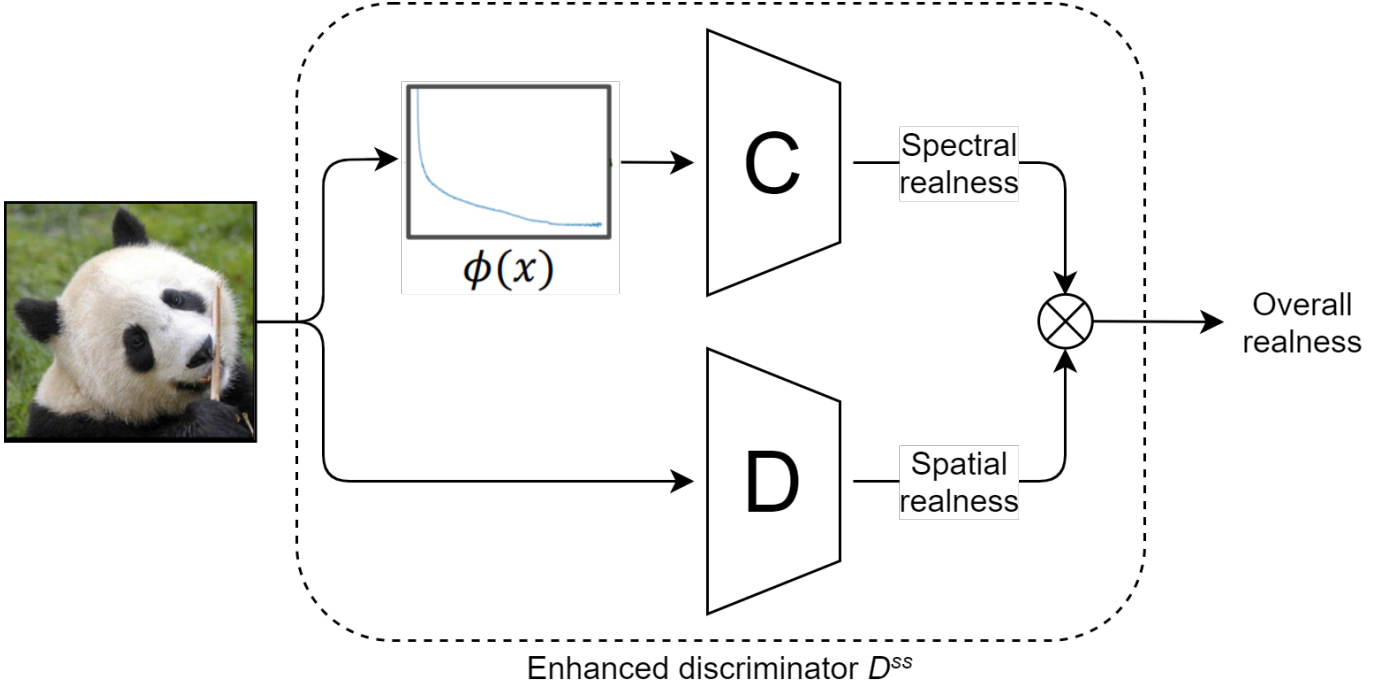 C
Spectral
realness
ϕ(x)
Overall
realness
D
Spatial
realness
Enhanced discriminator D^ss